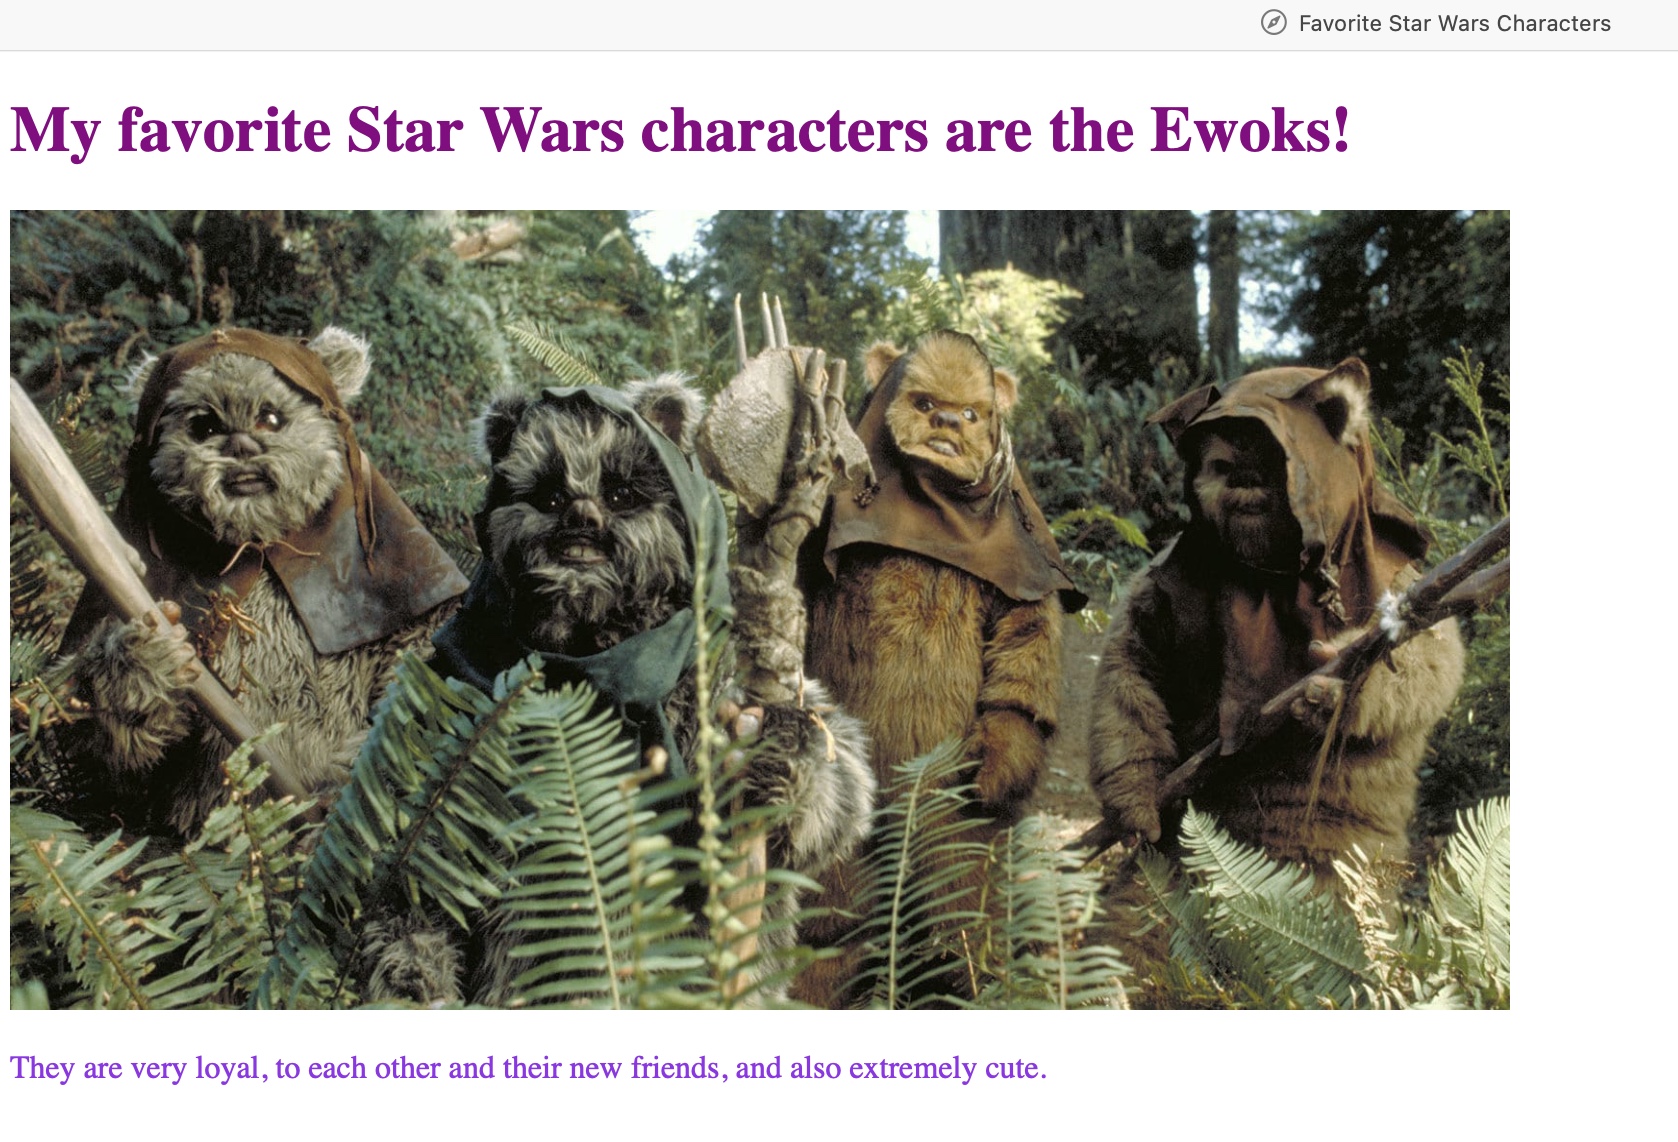 Favorite Star Wars Characters
My favorite Star Wars characters are the Ewoks!
They are very loyal, to each other and their new friends, and also extremely cute.